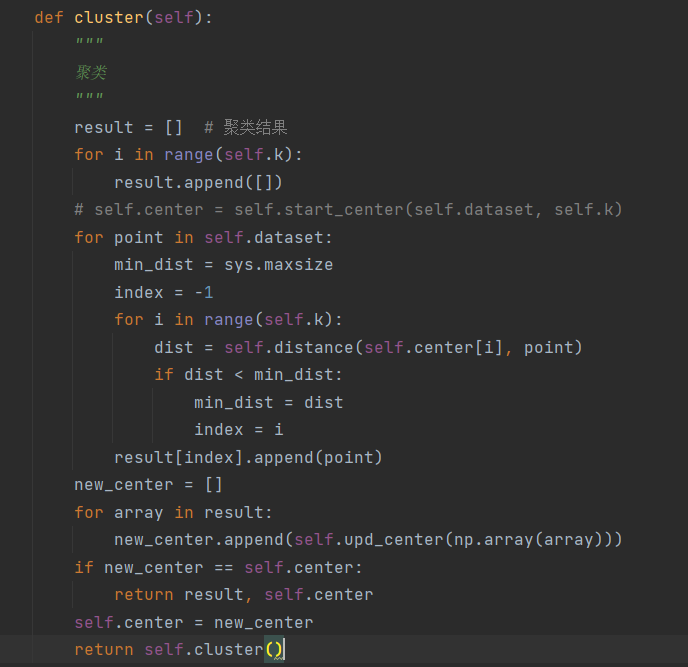 def cluster(self):
    """
    聚类
    """
    result = []  # 聚类结果
    for i in range(self.k):
        result.append([])
    # self.center = self.start_center(self.dataset, self.k)
    for point in self.dataset:
        min_dist = sys.maxsize
        index = -1
        for i in range(self.k):
            dist = self.distance(self.center[i], point)
            if dist < min_dist:
                min_dist = dist
                index = i
        result[index].append(point)
    new_center = []
    for array in result:
        new_center.append(self.upd_center(np.array(array)))
    if new_center == self.center:
        return result, self.center
    self.center = new_center
    return self.cluster()